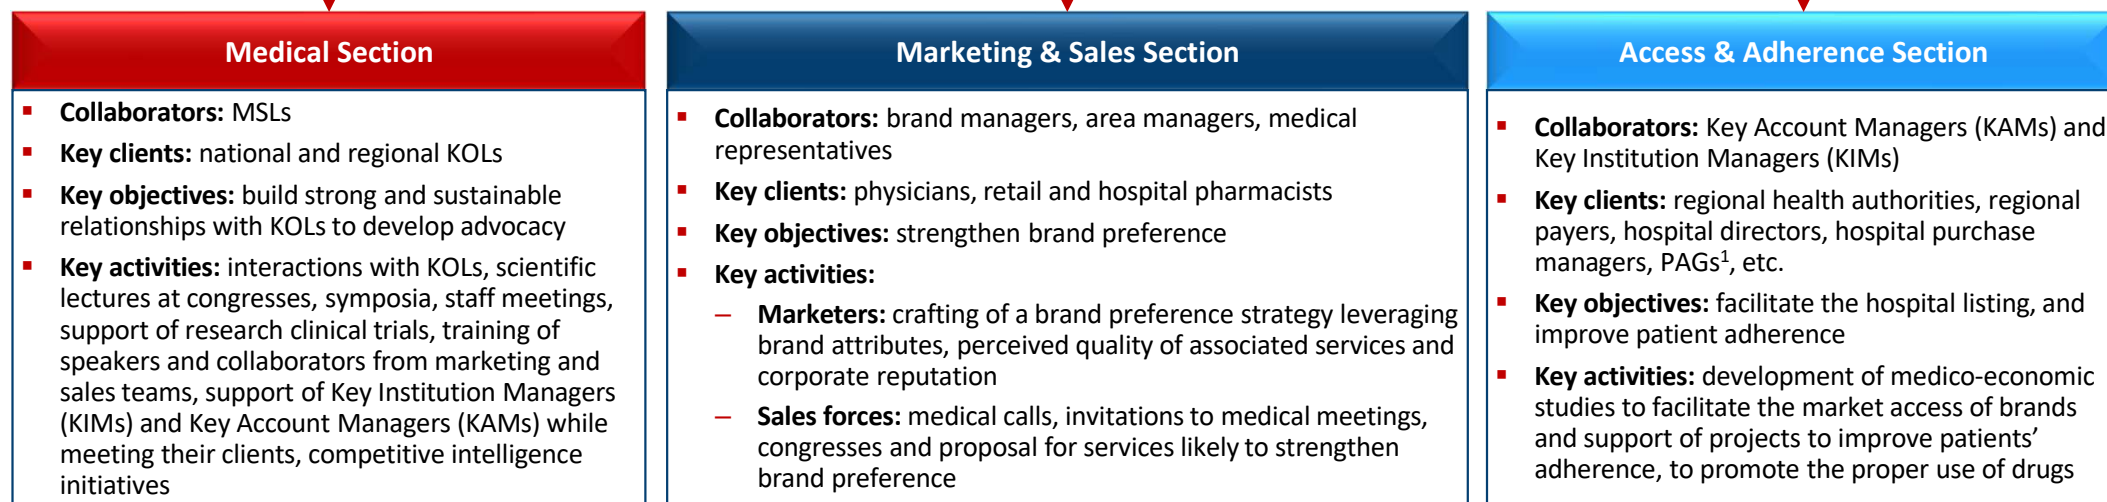 Medical Section
▪ Collaborators: MSLs
▪ Key clients: national and regional KOLs
▪ Key objectives: build strong and sustainable
relationships with KOLs to develop advocacy
▪ Key activities: interactions with KOLs, scientific
lectures at congresses, symposia, staff meetings,
support of research clinical trials, training of
speakers and collaborators from marketing and
sales teams, support of Key Institution Managers
(KIMs) and Key Account Managers (KAMs) while
meeting their clients, competitive intelligence
initiatives
Marketing & Sales Section
▪ Collaborators: brand managers, area managers, medical
representatives
▪ Key clients: physicians, retail and hospital pharmacists
▪ Key objectives: strengthen brand preference
▪ Key activities:
– Marketers: crafting of a brand preference strategy leveraging
brand attributes, perceived quality of associated services and
corporate reputation
– Sales forces: medical calls, invitations to medical meetings,
congresses and proposal for services likely to strengthen
brand preference
Access & Adherence Section
▪ Collaborators: Key Account Managers (KAMs) and
Key Institution Managers (KIMs)
▪ Key clients: regional health authorities, regional
payers, hospital directors, hospital purchase
managers, PAGs¹, etc.
▪ Key objectives: facilitate the hospital listing, and
improve patient adherence
▪ Key activities: development of medico-economic
studies to facilitate the market access of brands
and support of projects to improve patients’
adherence, to promote the proper use of drugs